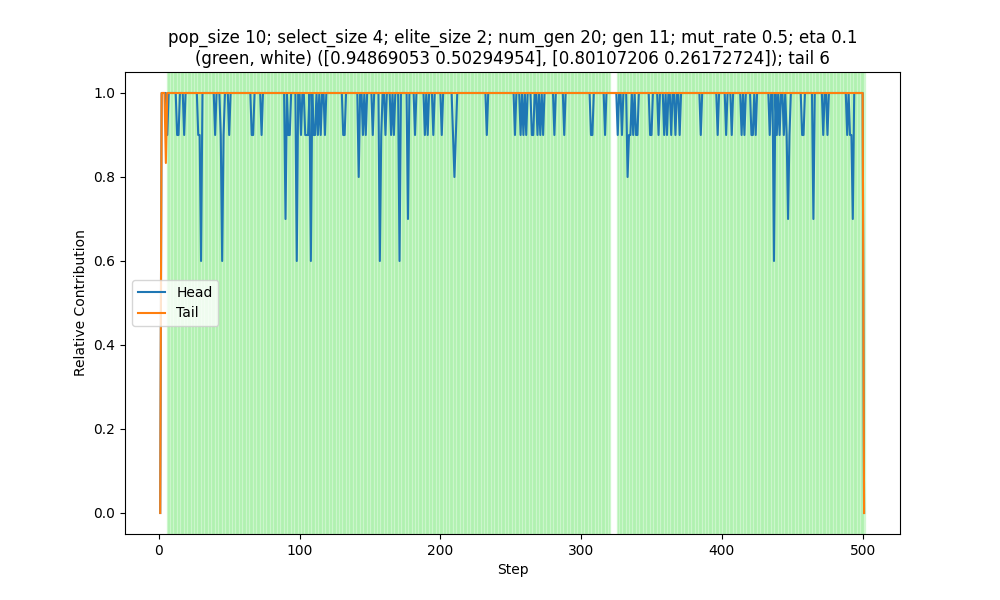 pop_size 10; select_size 4; elite_size 2; num_gen 20; gen 11; mut_rate 0.5; eta 0.1
(green, white) ([0.94869053 0.50294954], [0.80107206 0.26172724]); tail 6
1.0
0.8
0.6
0.4
0.2
0.0
Relative Contribution
Head
Tail
0
100
200
300
400
500
Step